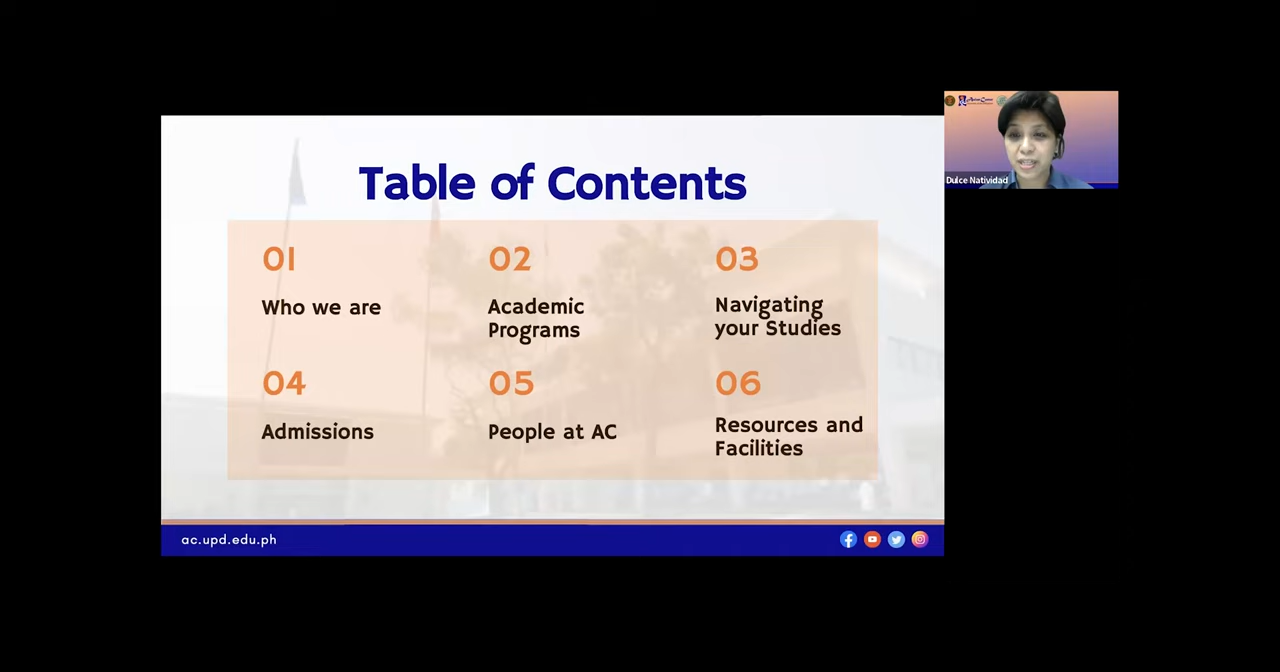 Table of Contents
01
Who we are
02
Academic
Programs
03
Navigating
your Studies
04
Admissions
05
People at AC
06
Resources and
Facilities
ac.upd.edu.ph
Dulce Natividad